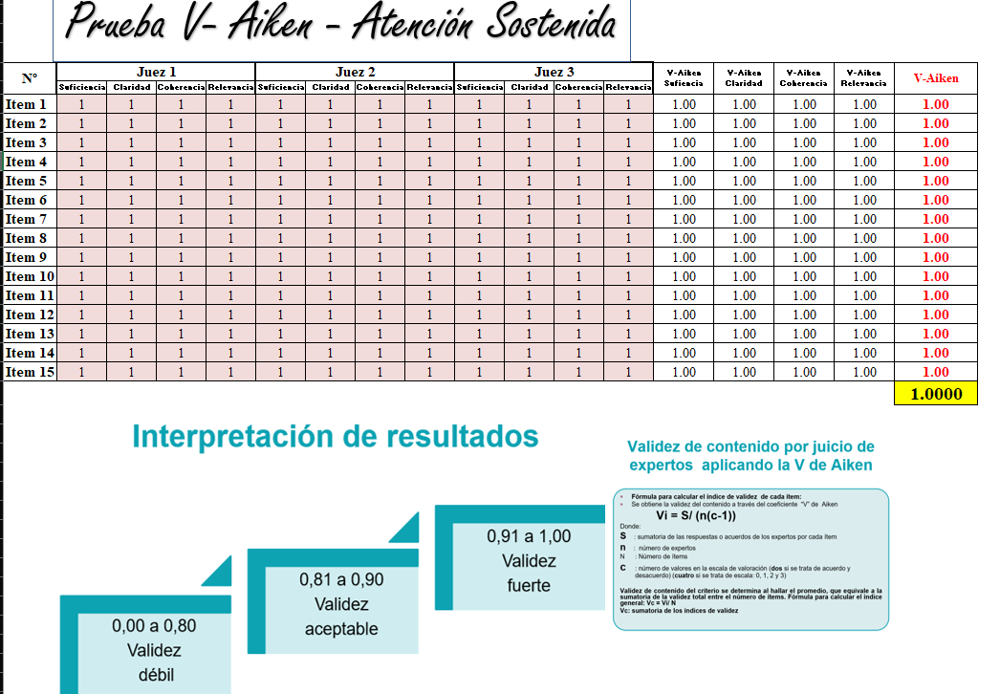 Prueba V- Aiken - Atención Sostenida
N° Juez 1 Juez 2 Juez 3 V-Aiken Sufiencia V-Aiken Claridad V-Aiken Coherencia V-Aiken Relevancia V-Aiken
Suficiencia Claridad Coherencia Relevancia Suficiencia Claridad Coherencia Relevancia Suficiencia Claridad Coherencia Relevancia
Item 1 1 1 1 1 1 1 1 1 1 1 1 1 1.00 1.00 1.00 1.00 1.00
Item 2 1 1 1 1 1 1 1 1 1 1 1 1 1.00 1.00 1.00 1.00 1.00
Item 3 1 1 1 1 1 1 1 1 1 1 1 1 1.00 1.00 1.00 1.00 1.00
Item 4 1 1 1 1 1 1 1 1 1 1 1 1 1.00 1.00 1.00 1.00 1.00
Item 5 1 1 1 1 1 1 1 1 1 1 1 1 1.00 1.00 1.00 1.00 1.00
Item 6 1 1 1 1 1 1 1 1 1 1 1 1 1.00 1.00 1.00 1.00 1.00
Item 7 1 1 1 1 1 1 1 1 1 1 1 1 1.00 1.00 1.00 1.00 1.00
Item 8 1 1 1 1 1 1 1 1 1 1 1 1 1.00 1.00 1.00 1.00 1.00
Item 9 1 1 1 1 1 1 1 1 1 1 1 1 1.00 1.00 1.00 1.00 1.00
Item 10 1 1 1 1 1 1 1 1 1 1 1 1 1.00 1.00 1.00 1.00 1.00
Item 11 1 1 1 1 1 1 1 1 1 1 1 1 1.00 1.00 1.00 1.00 1.00
Item 12 1 1 1 1 1 1 1 1 1 1 1 1 1.00 1.00 1.00 1.00 1.00
Item 13 1 1 1 1 1 1 1 1 1 1 1 1 1.00 1.00 1.00 1.00 1.00
Item 14 1 1 1 1 1 1 1 1 1 1 1 1 1.00 1.00 1.00 1.00 1.00
Item 15 1 1 1 1 1 1 1 1 1 1 1 1 1.00 1.00 1.00 1.00 1.00
1.0000
Interpretación de resultados
0,00 a 0,80
Validez
débil
0,81 a 0,90
Validez
aceptable
0,91 a 1,00
Validez
fuerte
Validez de contenido por juicio de
expertos aplicando la V de Aiken
• Fórmula para calcular el indice de validez de cada ítem:
• Se obtiene la validez del contenido a través del coeficiente "V" de Aiken
Vi = S/ (n(c-1))
Donde:
S : sumatoria de las respuestas o acuerdos de los expertos por cada ítem
n : número de expertos
N : Número de ítems
c : número de valores en la escala de valoración (dos si se trata de acuerdo y
desacuerdo) (cuatro si se trata de escala: 0, 1, 2 y 3)
Validez de contenido del criterio se determina al hallar el promedio, que equivale a la
sumatoria de la validez total entre el número de ítems. Fórmula para calcular el índice
general: Vc = Vi/ N
Vc: sumatoria de los indices de validez